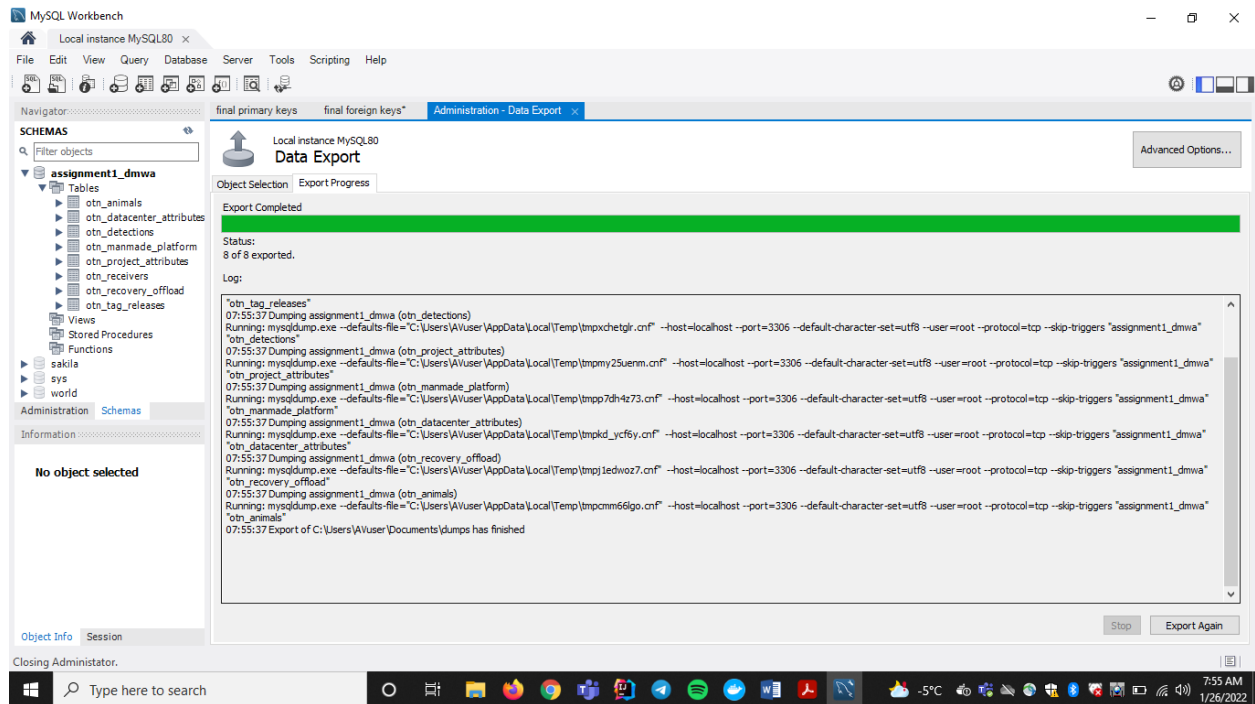 MySQL Workbench
Local instance MySQL80
File Edit View Query Database Server Tools Scripting Help
Navigator
final primary keys final foreign keys* Administration - Data Export
SCHEMAS
Filter objects
assignment1_dmwa
Tables
otn_animals
otn_datacenter_attributes
otn_detections
otn_manmade_platform
otn_project_attributes
otn_receivers
otn_recovery_offload
otn_tag_releases
Views
Stored Procedures
Functions
sakila
sys
world
Administration Schemas
Information
No object selected
Object Info Session
Local instance MySQL80
Data Export
Advanced Options...
Object Selection Export Progress
Export Completed
Status:
8 of 8 exported.
Log:
"otn_tag_releases"
07:55:37 Dumping assignment1_dmwa (otn_detections)
Running: mysqldump.exe --defaults-file="C:\Users\AVuser\AppData\Local\Temp\tmpxchetglr.cnf" --host=localhost --port=3306 --default-character-set=utf8 --user=root --protocol=tcp --skip-triggers "assignment1_dmwa"
"otn_detections"
07:55:37 Dumping assignment1_dmwa (otn_project_attributes)
Running: mysqldump.exe --defaults-file="C:\Users\AVuser\AppData\Local\Temp\tmpmy25uenm.cnf" --host=localhost --port=3306 --default-character-set=utf8 --user=root --protocol=tcp --skip-triggers "assignment1_dmwa"
"otn_project_attributes"
07:55:37 Dumping assignment1_dmwa (otn_manmade_platform)
Running: mysqldump.exe --defaults-file="C:\Users\AVuser\AppData\Local\Temp\tmpp7dh4z73.cnf" --host=localhost --port=3306 --default-character-set=utf8 --user=root --protocol=tcp --skip-triggers "assignment1_dmwa"
"otn_manmade_platform"
07:55:37 Dumping assignment1_dmwa (otn_datacenter_attributes)
Running: mysqldump.exe --defaults-file="C:\Users\AVuser\AppData\Local\Temp\tmpkd_ycf6y.cnf" --host=localhost --port=3306 --default-character-set=utf8 --user=root --protocol=tcp --skip-triggers "assignment1_dmwa"
"otn_datacenter_attributes"
07:55:37 Dumping assignment1_dmwa (otn_recovery_offload)
Running: mysqldump.exe --defaults-file="C:\Users\AVuser\AppData\Local\Temp\tmpj1edwoz7.cnf" --host=localhost --port=3306 --default-character-set=utf8 --user=root --protocol=tcp --skip-triggers "assignment1_dmwa"
"otn_recovery_offload"
07:55:37 Dumping assignment1_dmwa (otn_animals)
Running: mysqldump.exe --defaults-file="C:\Users\AVuser\AppData\Local\Temp\tmpcmm66lgo.cnf" --host=localhost --port=3306 --default-character-set=utf8 --user=root --protocol=tcp --skip-triggers "assignment1_dmwa"
"otn_animals"
07:55:37 Export of C:\Users\AVuser\Documents\dumps has finished
Stop Export Again
Closing Administator.
Type here to search
-5°C
7:55 AM
1/26/2022